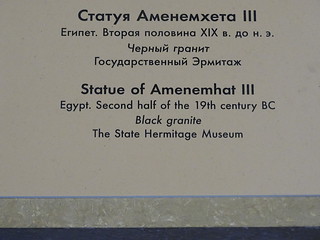 Статуя Аменемхета III
Египет. Вторая половина XIX в. до н. э.
Черный гранит
Государственный Эрмитаж
Statue of Amenemhat III
Egypt. Second half of the 19th century BC
Black granite
The State Hermitage Museum